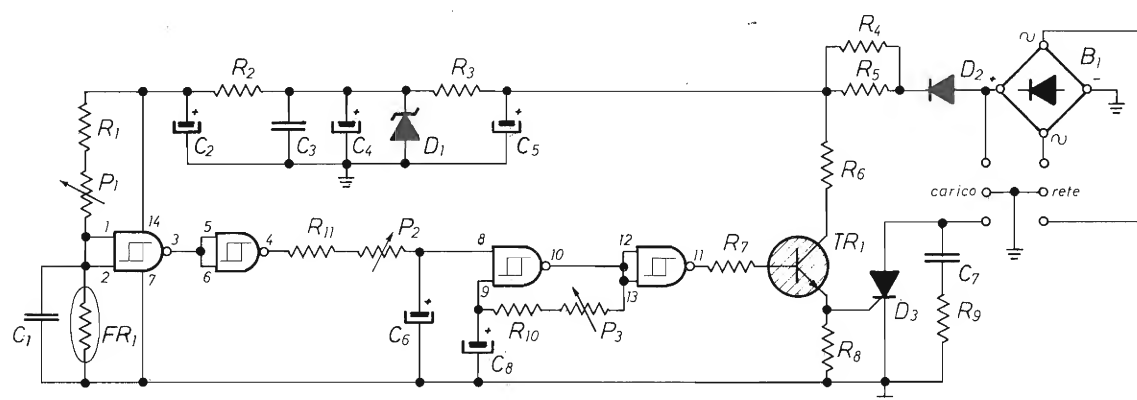 R4
R5
D2
B1
~
+
-
~
R2
R3
R1
+
C2
C3
+
C4
D1
+
C5
R6
P1
carico
rete
1
14
3
5
4
R11
P2
8
10
12
11
R7
TR1
C7
2
7
6
9
13
D3
R9
C1
FR1
+
C6
R10
P3
+
C8
R8